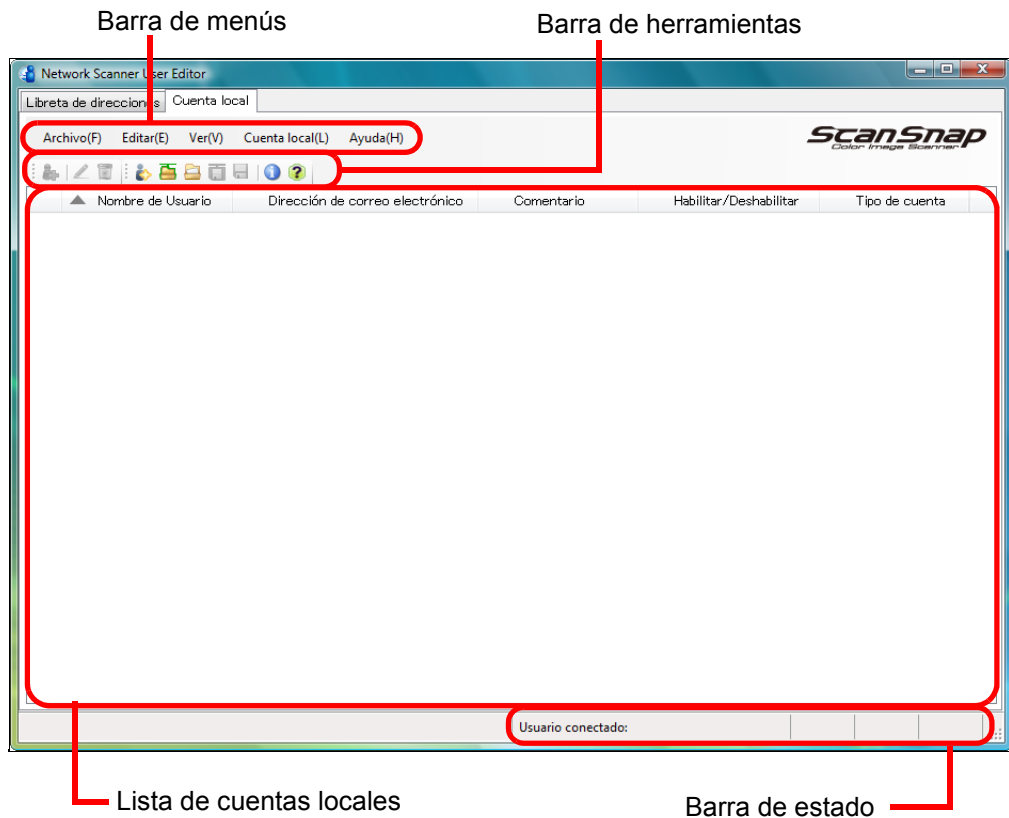 Barra de menús
Barra de herramientas
Network Scanner User Editor
Libreta de direcciones Cuenta local
Archivo(F) Editar(E) Ver(V) Cuenta local(L) Ayuda(H)
ScanSnap
Color Image Scanner
Nombre de Usuario Dirección de correo electrónico Comentario Habilitar/Deshabilitar Tipo de cuenta
Usuario conectado:
Lista de cuentas locales
Barra de estado